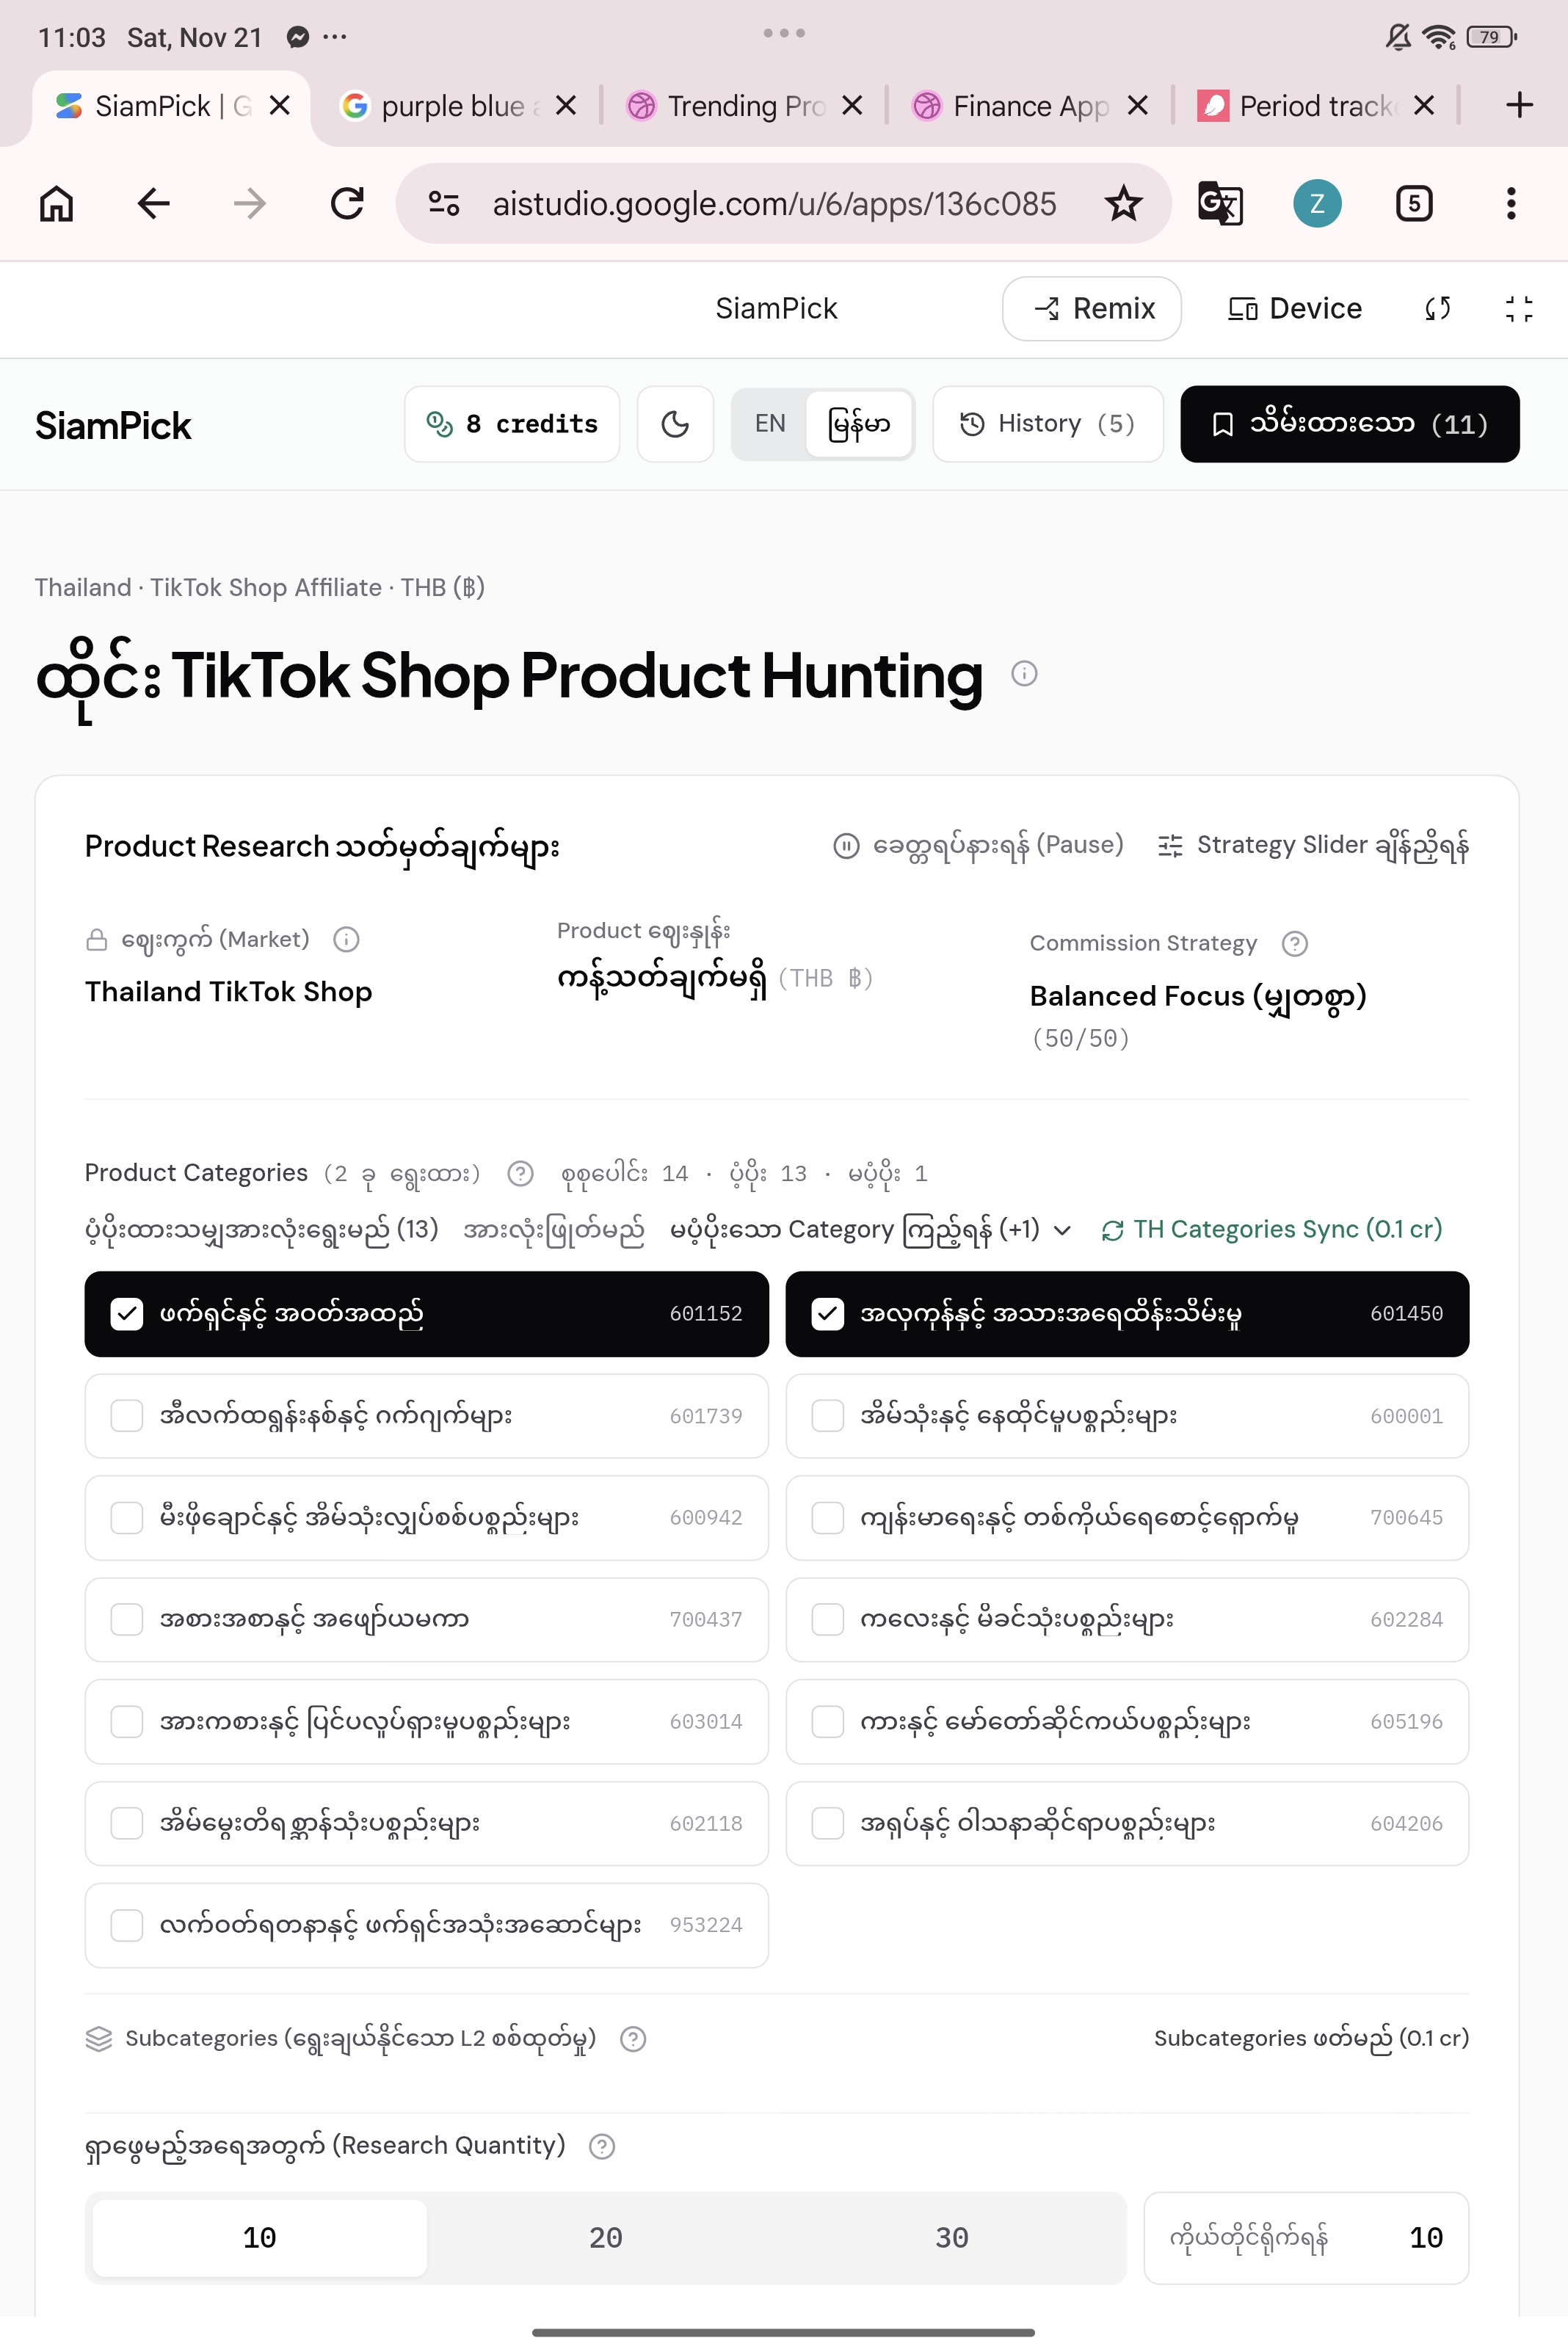 11:03 Sat, Nov 21
79
SiamPick | G
purple blue a
Trending Pro
Finance App
Period track
aistudio.google.com/u/6/apps/136c085
Z
5
SiamPick
Remix
Device
SiamPick
8 credits
EN
မြန်မာ
History (5)
သိမ်းထားသော (11)
Thailand · TikTok Shop Affiliate · THB (฿)
ထိုင်း TikTok Shop Product Hunting
Product Research သတ်မှတ်ချက်များ
ခေတ္တရပ်နားရန် (Pause)
Strategy Slider ချိန်ညှိရန်
ဈေးကွက် (Market)
Thailand TikTok Shop
Product ဈေးနှုန်း
ကန့်သတ်ချက်မရှိ (THB ฿)
Commission Strategy
Balanced Focus (မျှတစွာ)
(50/50)
Product Categories (2 ခု ရွေးထား) စုစုပေါင်း 14 · ပံ့ပိုး 13 · မပံ့ပိုး 1
ပံ့ပိုးထားသမျှအားလုံးရွေးမည် (13) အားလုံးဖြုတ်မည် မပံ့ပိုးသော Category ကြည့်ရန် (+1) TH Categories Sync (0.1 cr)
ဖက်ရှင်နှင့် အဝတ်အထည် 601152
အလှကုန်နှင့် အသားအရေထိန်းသိမ်းမှု 601450
အီလက်ထရွန်းနစ်နှင့် ဂက်ဂျက်များ 601739
အိမ်သုံးနှင့် နေထိုင်မှုပစ္စည်းများ 600001
မီးဖိုချောင်နှင့် အိမ်သုံးလျှပ်စစ်ပစ္စည်းများ 600942
ကျန်းမာရေးနှင့် တစ်ကိုယ်ရေစောင့်ရှောက်မှု 700645
အစားအစာနှင့် အဖျော်ယမကာ 700437
ကလေးနှင့် မိခင်သုံးပစ္စည်းများ 602284
အားကစားနှင့် ပြင်ပလှုပ်ရှားမှုပစ္စည်းများ 603014
ကားနှင့် မော်တော်ဆိုင်ကယ်ပစ္စည်းများ 605196
အိမ်မွေးတိရစ္ဆာန်သုံးပစ္စည်းများ 602118
အရုပ်နှင့် ဝါသနာဆိုင်ရာပစ္စည်းများ 604206
လက်ဝတ်ရတနာနှင့် ဖက်ရှင်အသုံးအဆောင်များ 953224
Subcategories (ရွေးချယ်နိုင်သော L2 စစ်ထုတ်မှု)
Subcategories ဖတ်မည် (0.1 cr)
ရှာဖွေမည့်အရေအတွက် (Research Quantity)
10
20
30
ကိုယ်တိုင်ရိုက်ရန် 10